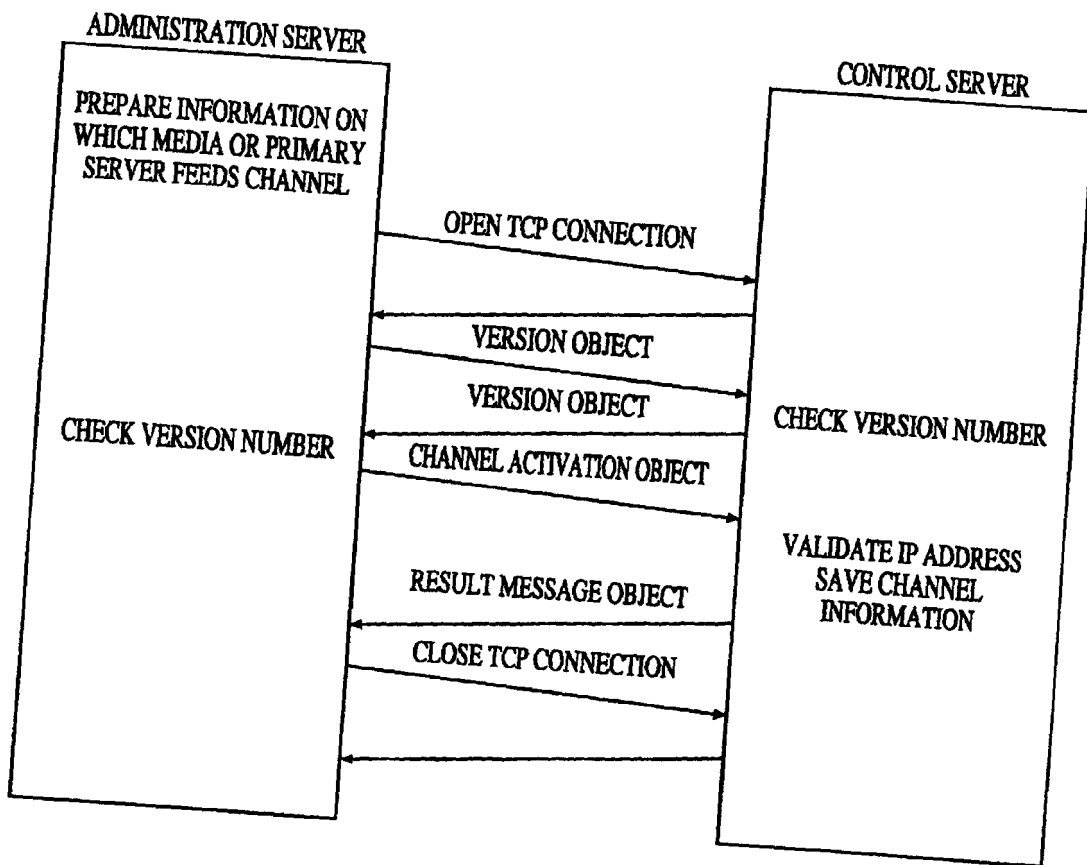 ADMINISTRATION SERVER
CONTROL SERVER
PREPARE INFORMATION ON
WHICH MEDIA OR PRIMARY
SERVER FEEDS CHANNEL
OPEN TCP CONNECTION
VERSION OBJECT
VERSION OBJECT
CHECK VERSION NUMBER
CHECK VERSION NUMBER
CHANNEL ACTIVATION OBJECT
VALIDATE IP ADDRESS
SAVE CHANNEL
INFORMATION
RESULT MESSAGE OBJECT
CLOSE TCP CONNECTION